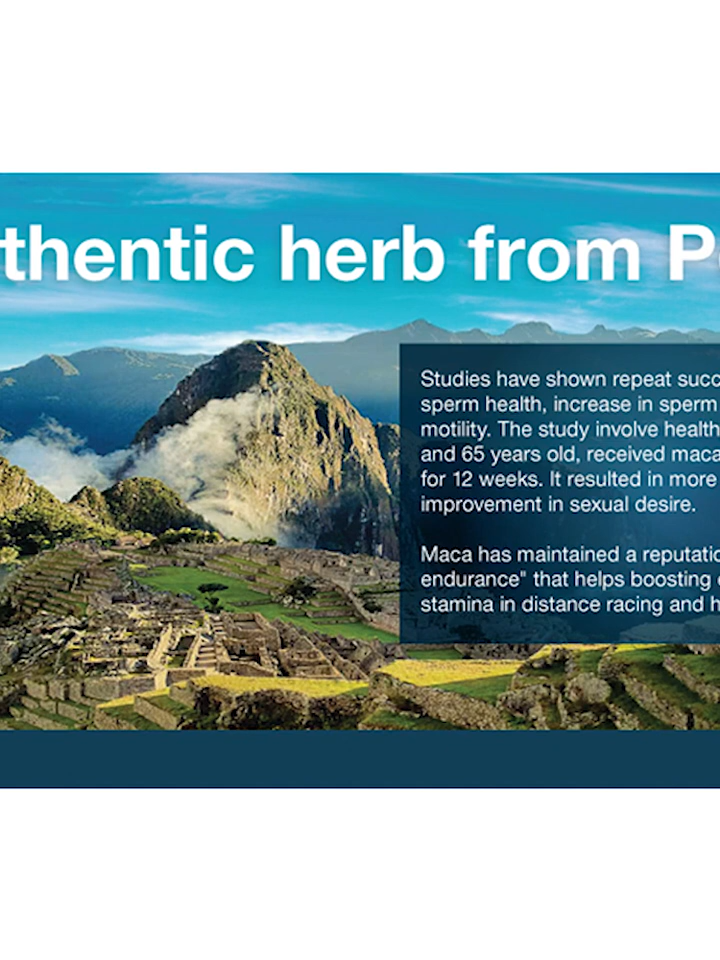 thentic herb from P
Studies have shown repeat succ
sperm health, increase in sperm
motility. The study involve health
and 65 years old, received maca
for 12 weeks. It resulted in more
improvement in sexual desire.
Maca has maintained a reputatio
endurance" that helps boosting
stamina in distance racing and h